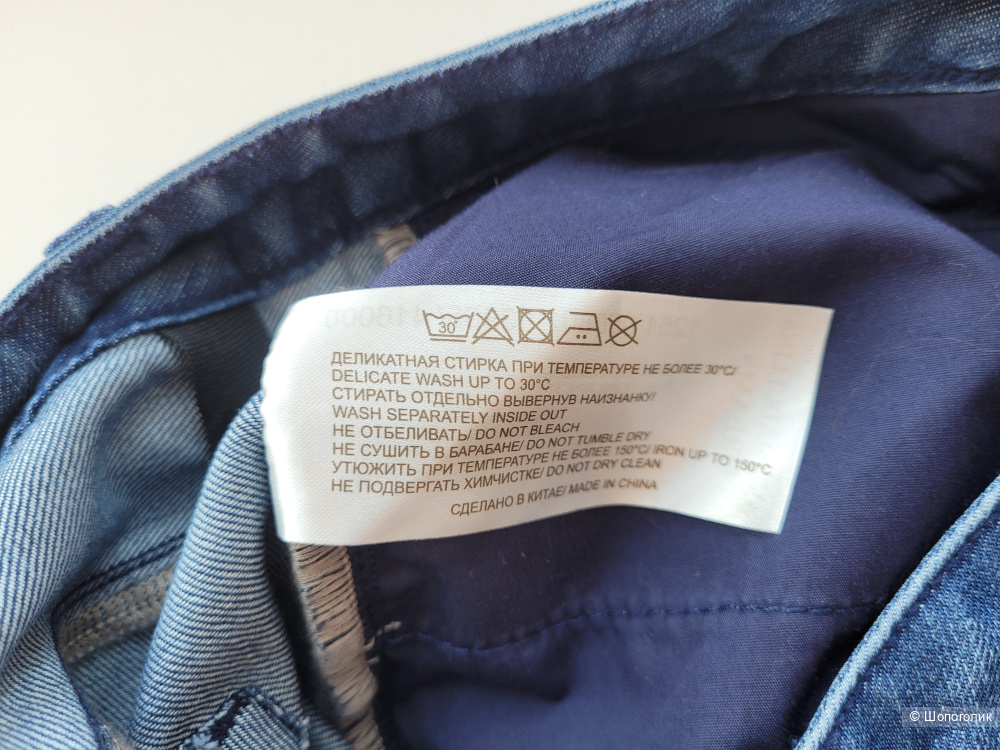 30°
ДЕЛИКАТНАЯ СТИРКА ПРИ ТЕМПЕРАТУРЕ НЕ БОЛЕЕ 30°C/
DELICATE WASH UP TO 30°C
СТИРАТЬ ОТДЕЛЬНО ВЫВЕРНУВ НАИЗНАНКУ/
WASH SEPARATELY INSIDE OUT
НЕ ОТБЕЛИВАТЬ/ DO NOT BLEACH
НЕ СУШИТЬ В БАРАБАНЕ/ DO NOT TUMBLE DRY
УТЮЖИТЬ ПРИ ТЕМПЕРАТУРЕ НЕ БОЛЕЕ 150°C/ IRON UP TO 150°C
НЕ ПОДВЕРГАТЬ ХИМЧИСТКЕ/ DO NOT DRY CLEAN
СДЕЛАНО В КИТАЕ/ MADE IN CHINA
© Шопоголик